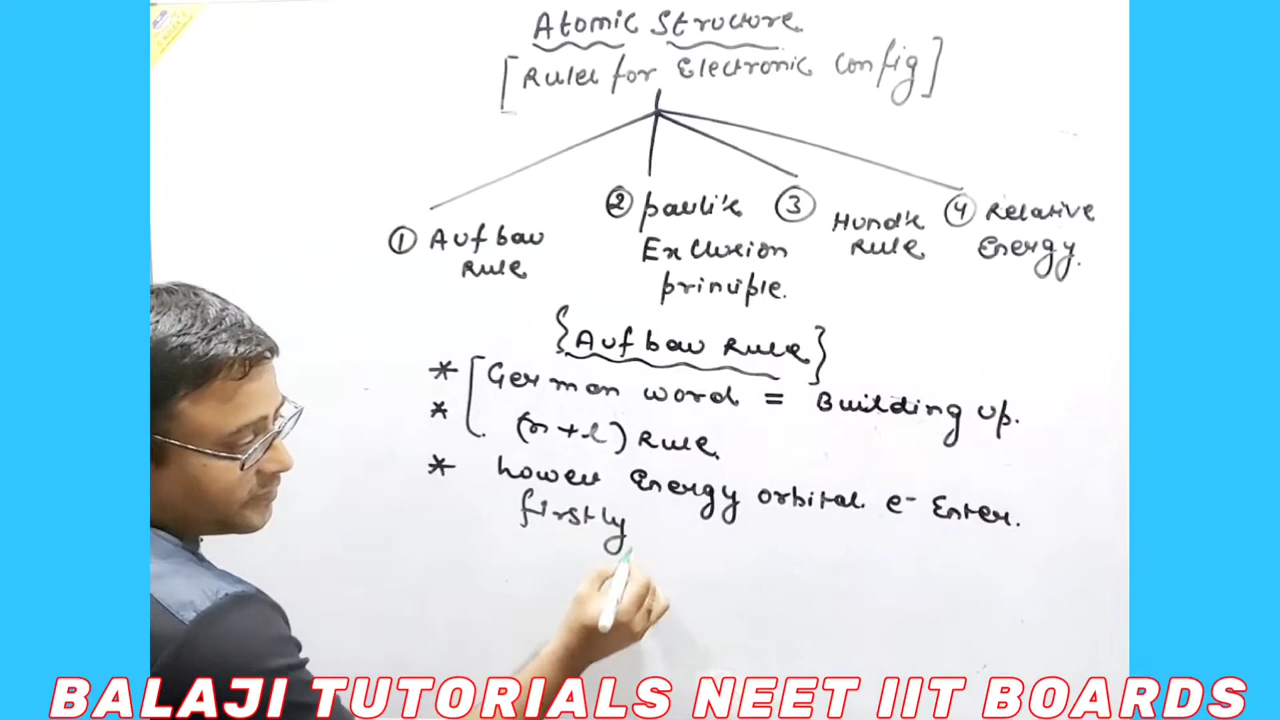 Atomic Structure
[Rules for Electronic config]
① Aufbau Rule
② pauli's Exclusion principle.
③ Hund's Rule
④ Relative Energy.
{Aufbau Rule}
* [German word = Building up.
* (n+l) Rule.
* Lower Energy orbital e- Enter.
firstly
BALAJI TUTORIALS NEET IIT BOARDS